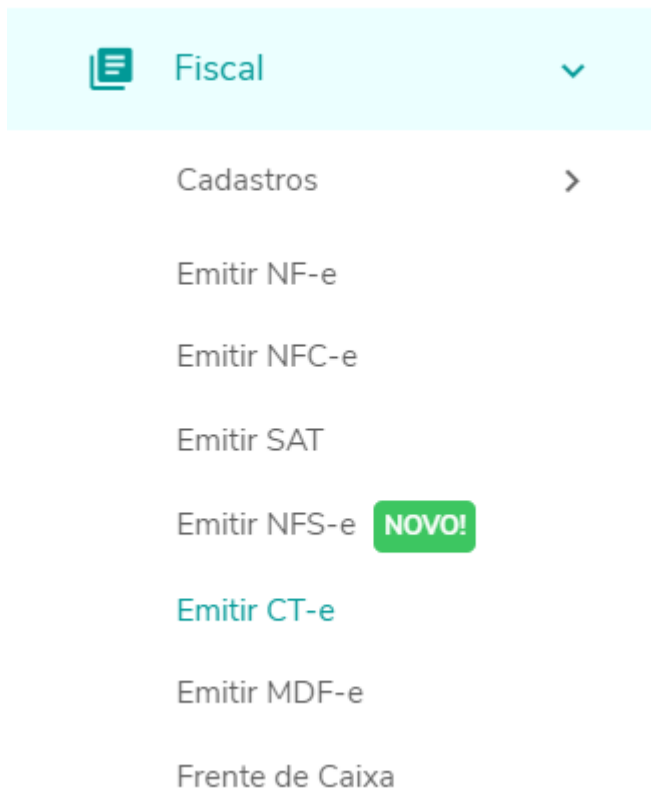 Fiscal
Cadastros
Emitir NF-e
Emitir NFC-e
Emitir SAT
Emitir NFS-e NOVO!
Emitir CT-e
Emitir MDF-e
Frente de Caixa